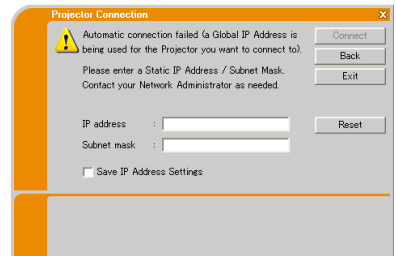 Projector Connection
x
Automatic connection failed (a Global IP Address is
being used for the Projector you want to connect to).
Please enter a Static IP Address / Subnet Mask.
Contact your Network Administrator as needed.
Connect
Back
Exit
IP address :
Reset
Subnet mask :
Save IP Address Settings